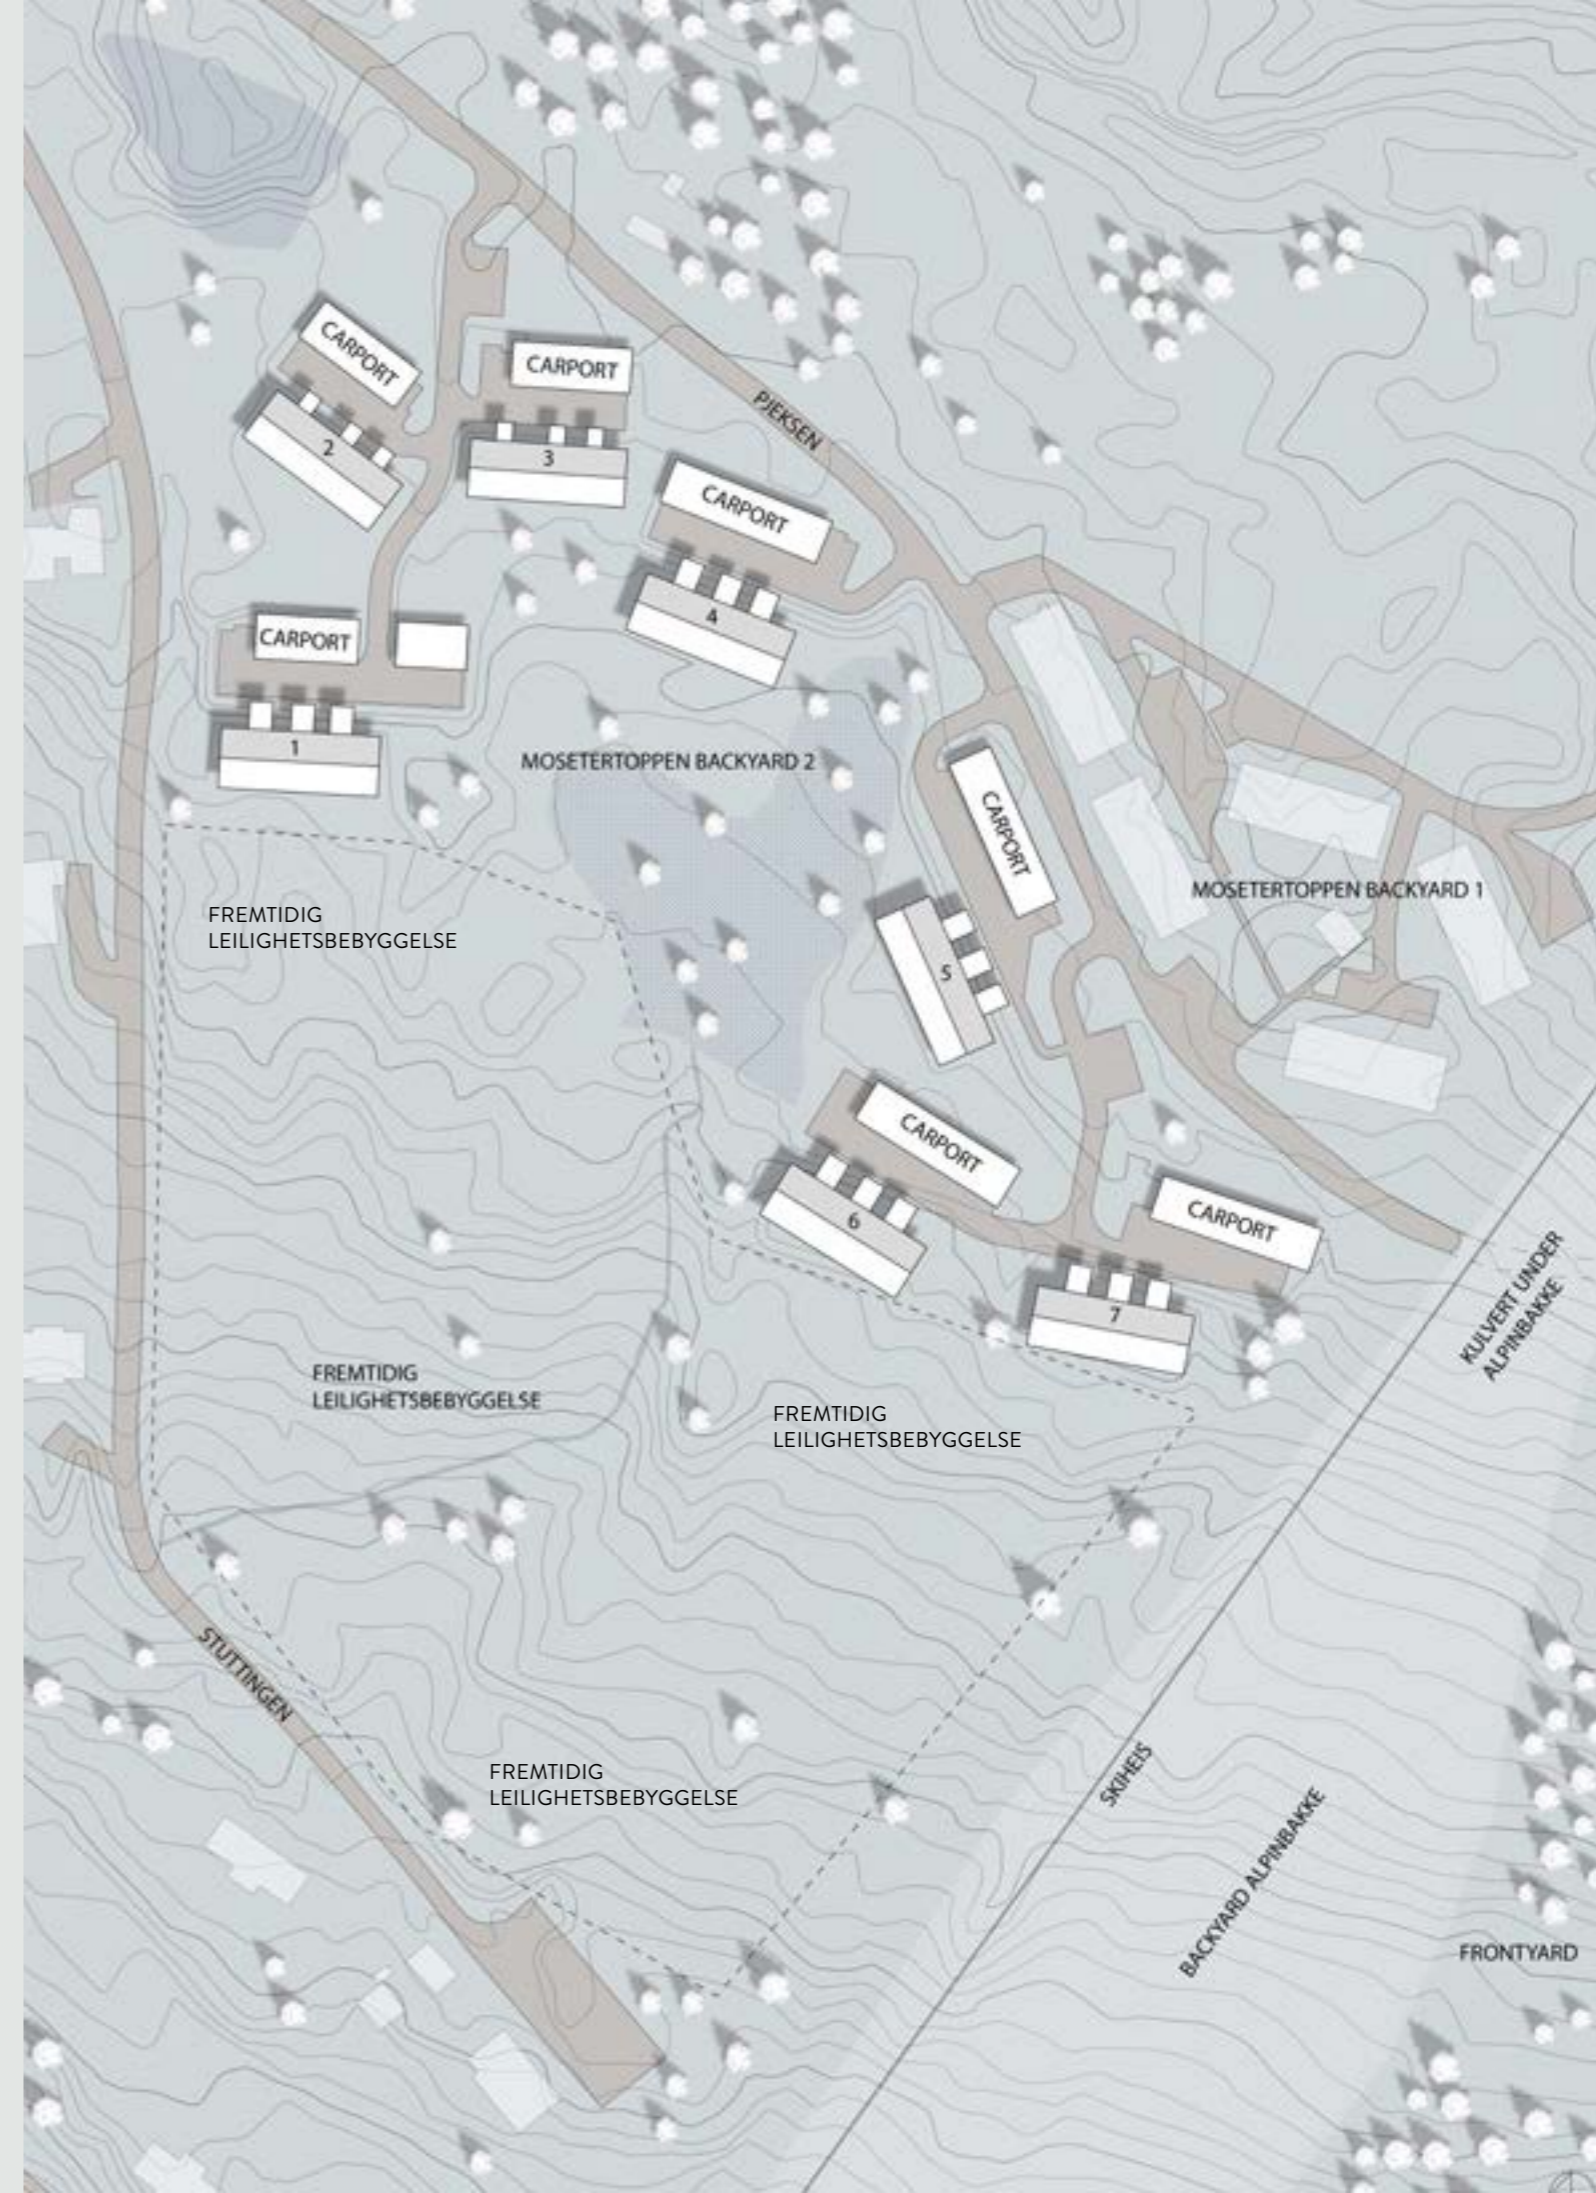 CARPORT
CARPORT
2
3
PJEKSEN
CARPORT
4
CARPORT
1
MOSETERTOPPEN BACKYARD 2
CARPORT
MOSETERTOPPEN BACKYARD 1
FREMTIDIG
LEILIGHETSBEBYGGELSE
5
CARPORT
6
CARPORT
7
KULVERT UNDER
ALPINBAKKE
FREMTIDIG
LEILIGHETSBEBYGGELSE
FREMTIDIG
LEILIGHETSBEBYGGELSE
STUTTINGEN
FREMTIDIG
LEILIGHETSBEBYGGELSE
SKIHEIS
BACKYARD ALPINBAKKE
FRONTYARD